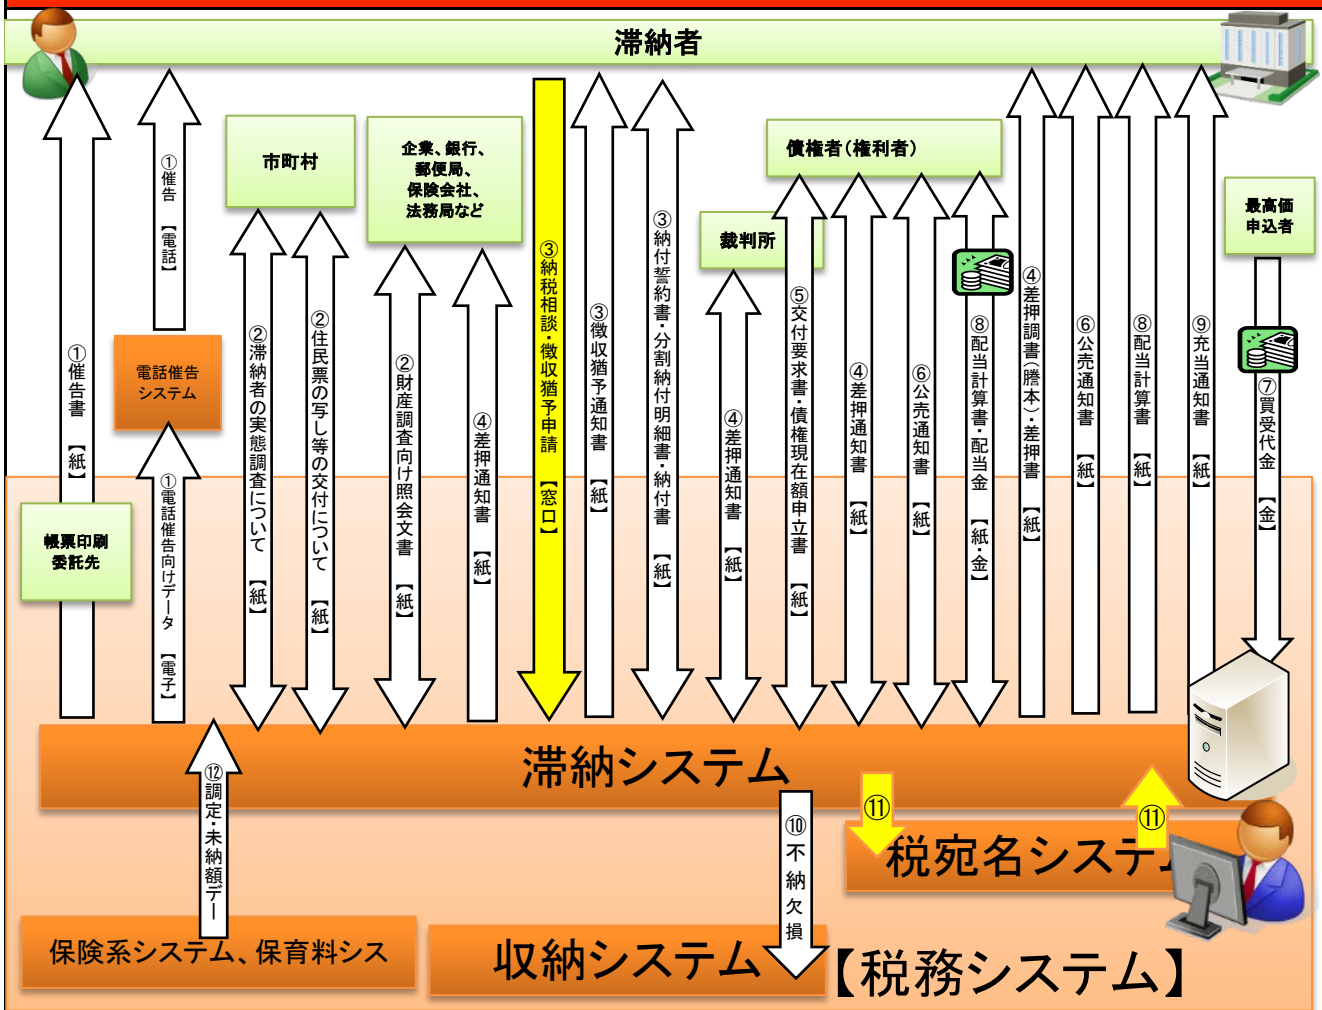 滞納者
市町村
企業、銀行、
郵便局、
保険会社、
法務局など
債権者（権利者）
裁判所
最高価
申込者
電話催告
システム
帳票印刷
委託先
①催告書　【紙】
①催告　【電話】
①電話催告向けデータ　【電子】
②滞納者の実態調査について　【紙】
②住民票の写し等の交付について　【紙】
②財産調査向け照会文書　【紙】
④差押通知書　【紙】
③納税相談・徴収猶予申請　【窓口】
③徴収猶予通知書　【紙】
③納付誓約書・分割納付明細書・納付書　【紙】
④差押通知書　【紙】
⑤交付要求書・債権現在額申立書　【紙】
④差押通知書　【紙】
⑥公売通知書　【紙】
⑧配当計算書・配当金　【紙・金】
④差押調書（謄本）・差押書　【紙】
⑥公売通知書　【紙】
⑧配当計算書　【紙】
⑨充当通知書　【紙】
⑦買受代金　【金】
滞納システム
⑫調定・未納額デー
⑩不納欠損
⑪
⑪
税宛名システ
保険系システム、保育料シス
収納システム
【税務システム】